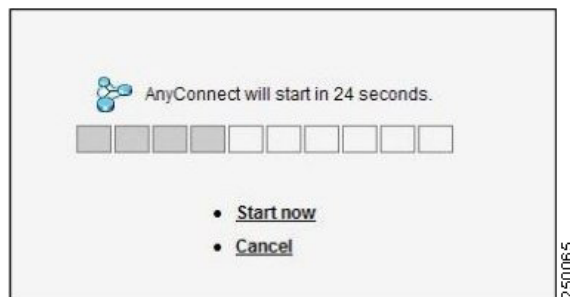 AnyConnect will start in 24 seconds.
• Start now
• Cancel
250065